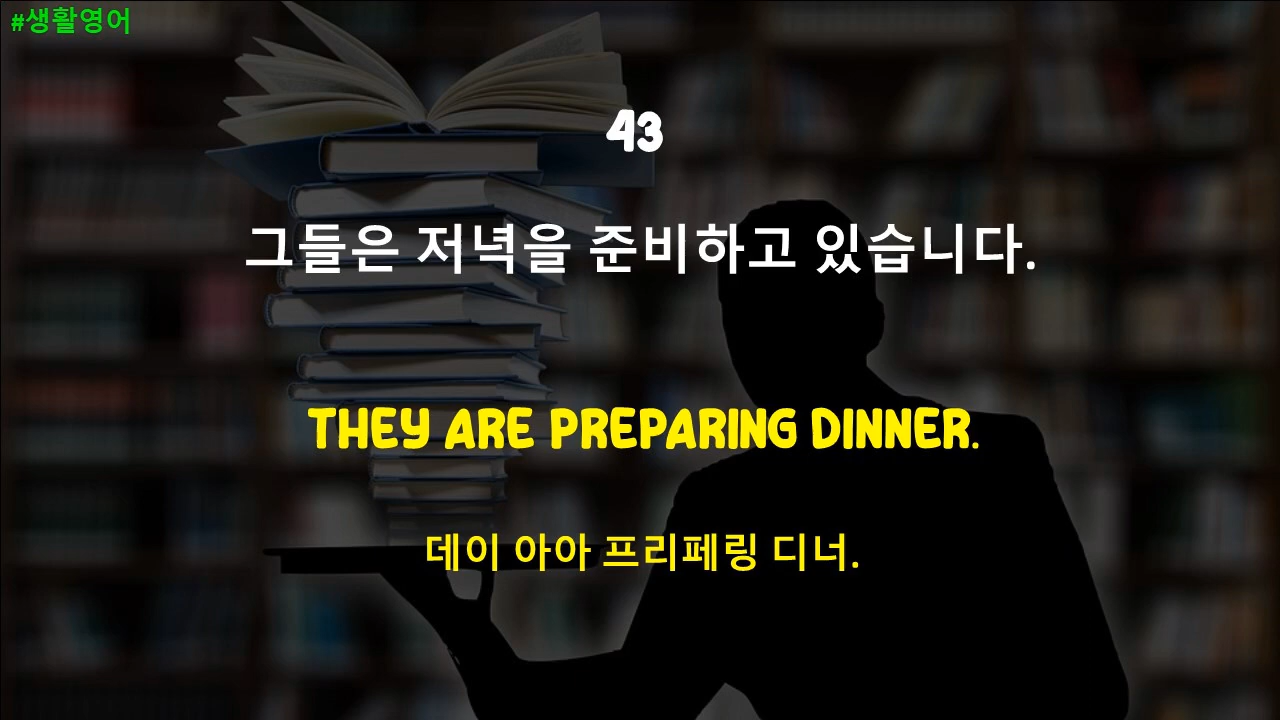 #생활영어
43
그들은 저녁을 준비하고 있습니다.
THEY ARE PREPARING DINNER.
데이 아아 프리페링 디너.